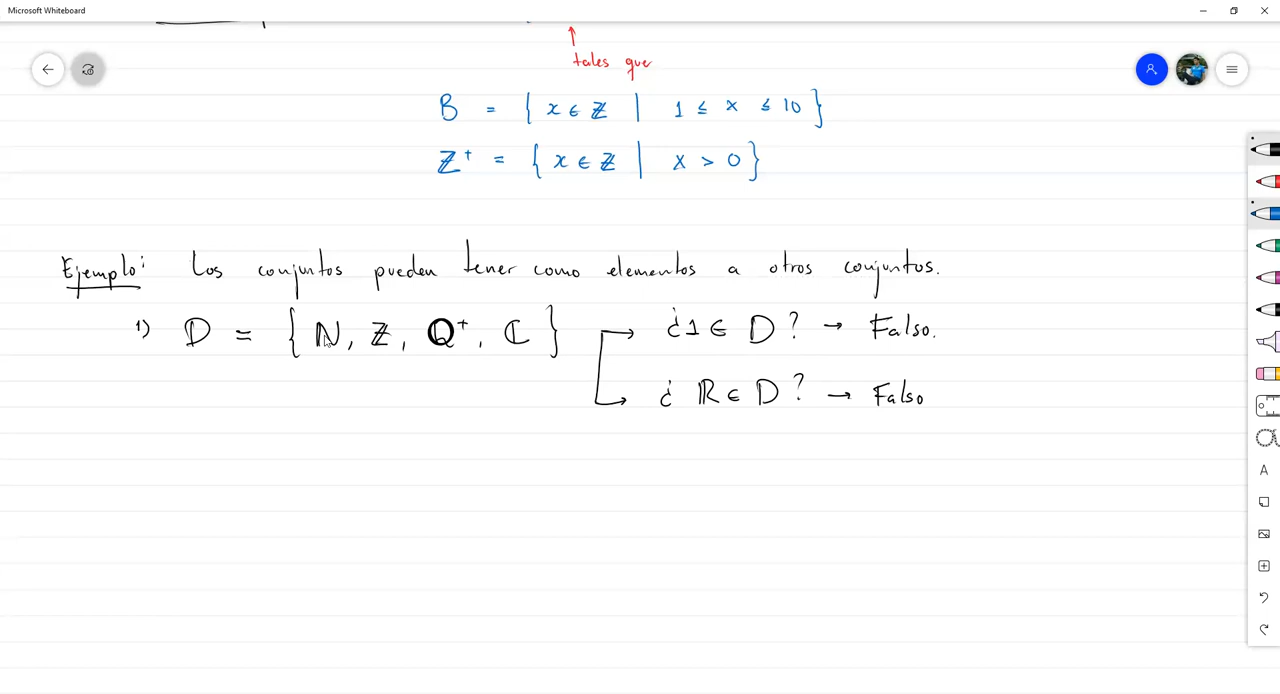 Microsoft Whiteboard
tales que
B = { x ∈ ℤ | 1 ≤ x ≤ 10 }
ℤ⁺ = { x ∈ ℤ | x > 0 }
Ejemplo: Los conjuntos pueden tener como elementos a otros conjuntos.
1) D = { ℕ, ℤ, ℚ⁺, ℂ } → ¿1 ∈ D? → Falso.
→ ¿ℝ ∈ D? → Falso